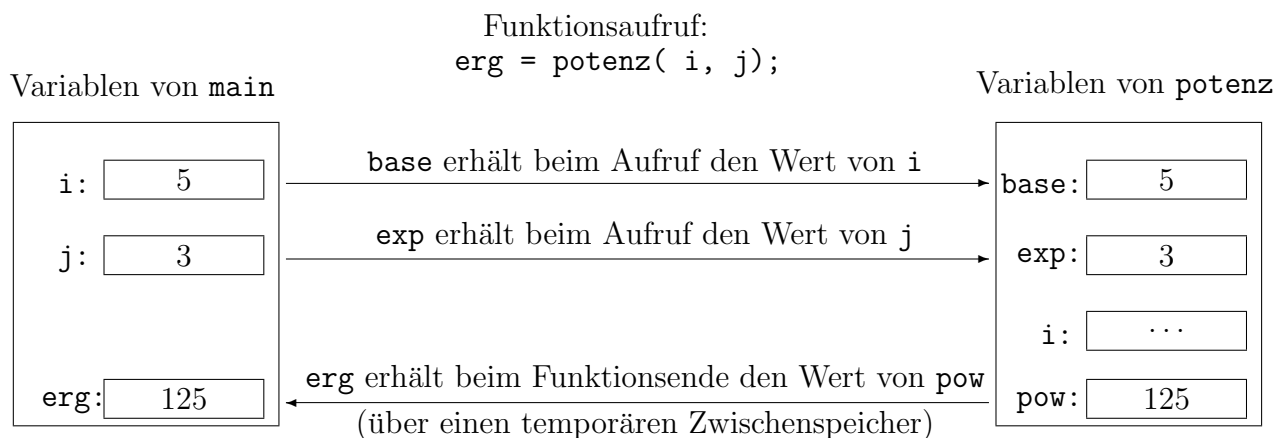 Funktionsaufruf:
erg = potenz( i, j);
Variablen von main
Variablen von potenz
i: 5
base erhält beim Aufruf den Wert von i
base: 5
j: 3
exp erhält beim Aufruf den Wert von j
exp: 3
i: ···
erg: 125
erg erhält beim Funktionsende den Wert von pow
(über einen temporären Zwischenspeicher)
pow: 125